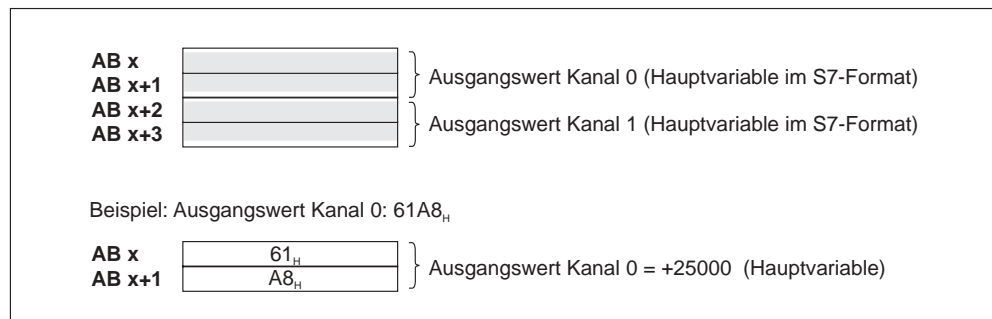 AB x
AB x+1
Ausgangswert Kanal 0 (Hauptvariable im S7-Format)
AB x+2
AB x+3
Ausgangswert Kanal 1 (Hauptvariable im S7-Format)
Beispiel: Ausgangswert Kanal 0: 61A8H
AB x 61H
AB x+1 A8H
Ausgangswert Kanal 0 = +25000 (Hauptvariable)